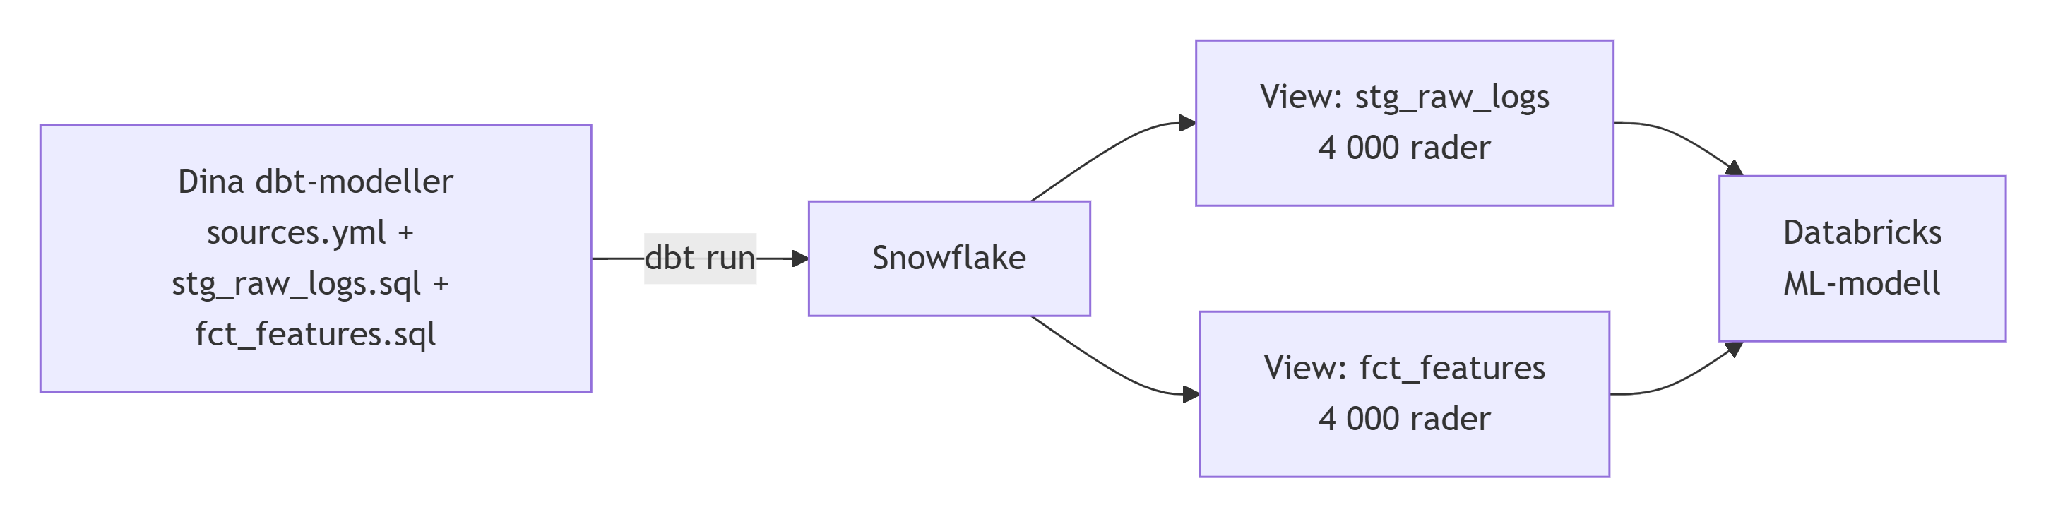 Dina dbt-modeller
sources.yml +
stg_raw_logs.sql +
fct_features.sql
dbt run
Snowflake
View: stg_raw_logs
4 000 rader
View: fct_features
4 000 rader
Databricks
ML-modell